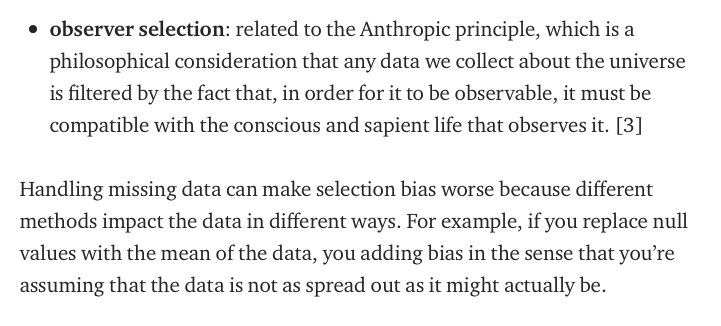 • observer selection: related to the Anthropic principle, which is a
philosophical consideration that any data we collect about the universe
is filtered by the fact that, in order for it to be observable, it must be
compatible with the conscious and sapient life that observes it. [3]
Handling missing data can make selection bias worse because different
methods impact the data in different ways. For example, if you replace null
values with the mean of the data, you adding bias in the sense that you’re
assuming that the data is not as spread out as it might actually be.